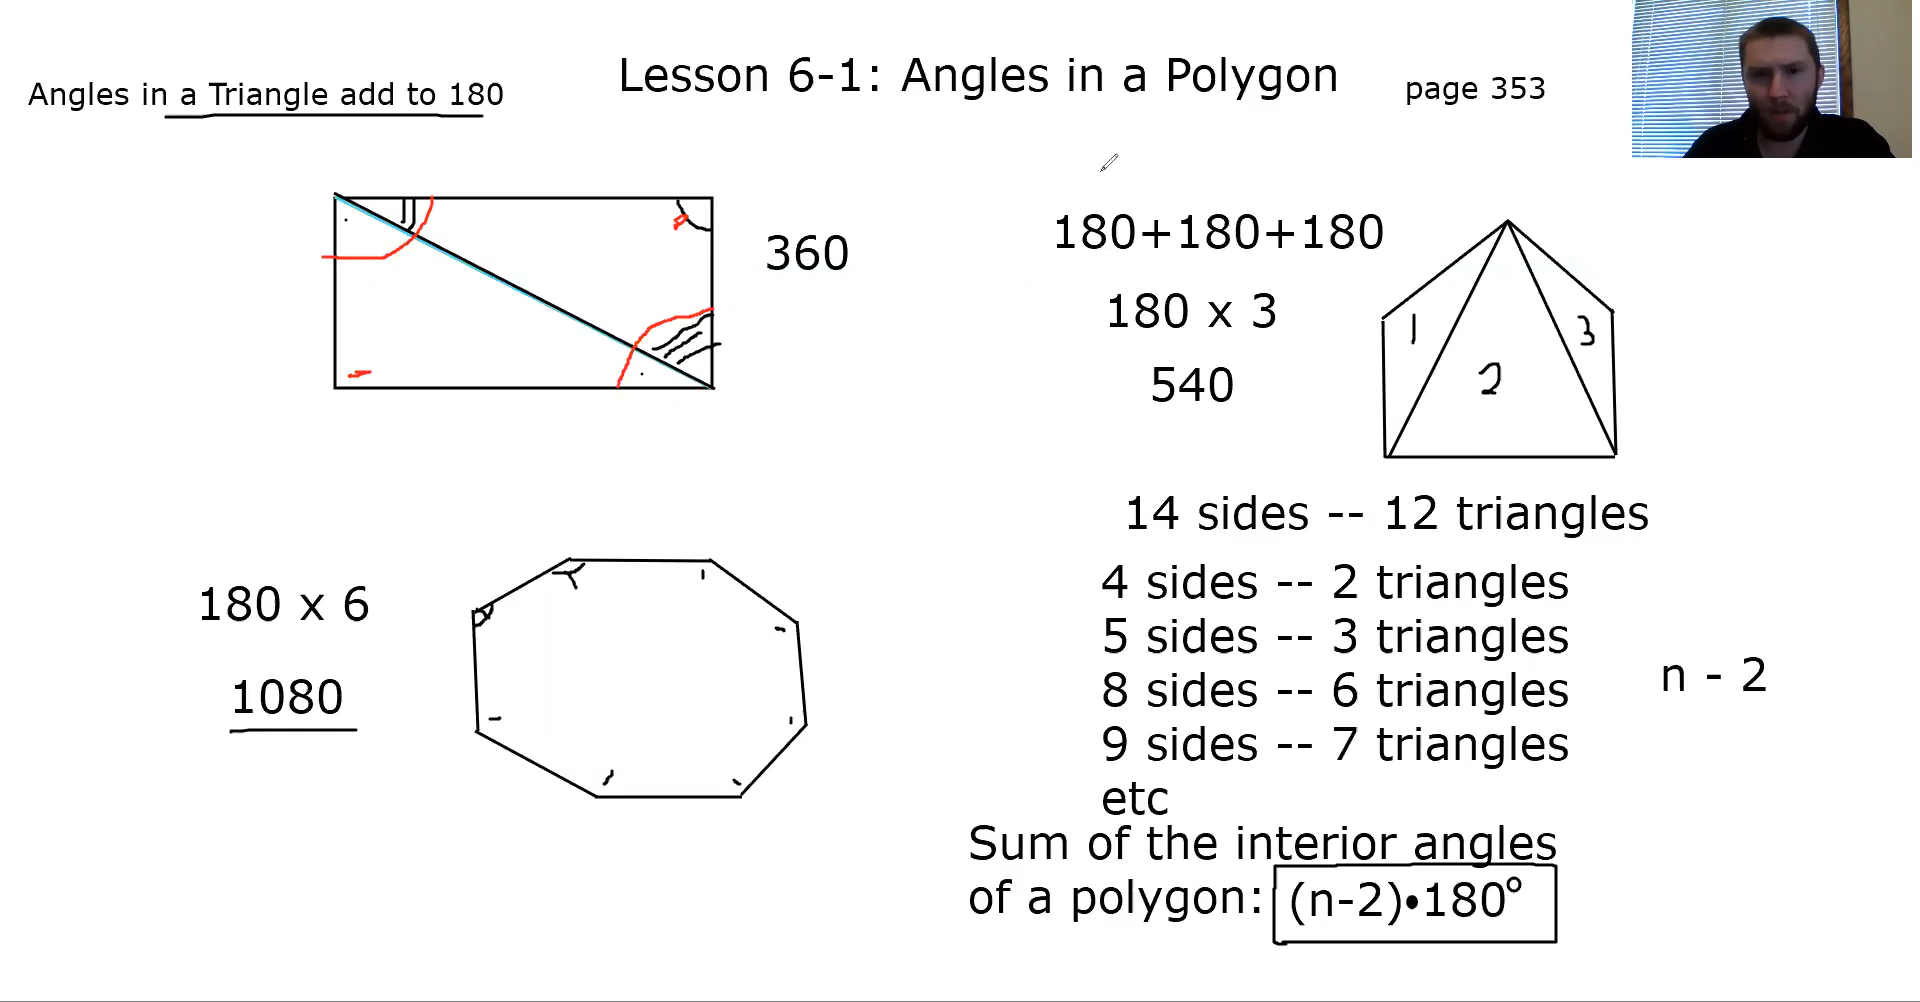 Lesson 6-1: Angles in a Polygon
page 353
Angles in a Triangle add to 180
360
180+180+180
180 x 3
540
1
2
3
14 sides -- 12 triangles
4 sides -- 2 triangles
5 sides -- 3 triangles
8 sides -- 6 triangles
9 sides -- 7 triangles
etc
n - 2
180 x 6
1080
Sum of the interior angles
of a polygon: (n-2)•180°